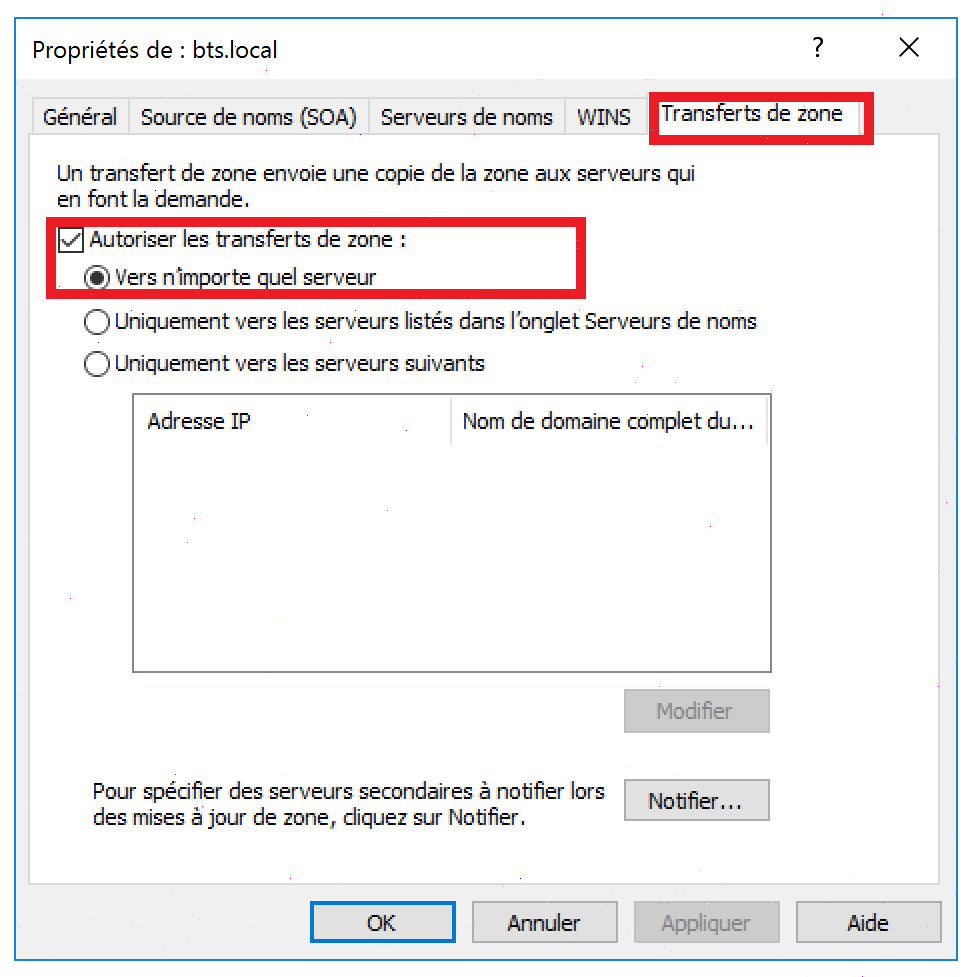 Propriétés de : bts.local
?
Général
Source de noms (SOA)
Serveurs de noms
WINS
Transferts de zone
Un transfert de zone envoie une copie de la zone aux serveurs qui
en font la demande.
Autoriser les transferts de zone :
Vers n'importe quel serveur
Uniquement vers les serveurs listés dans l'onglet Serveurs de noms
Uniquement vers les serveurs suivants
Adresse IP
Nom de domaine complet du...
Modifier
Pour spécifier des serveurs secondaires à notifier lors
des mises à jour de zone, cliquez sur Notifier.
Notifier...
OK
Annuler
Appliquer
Aide